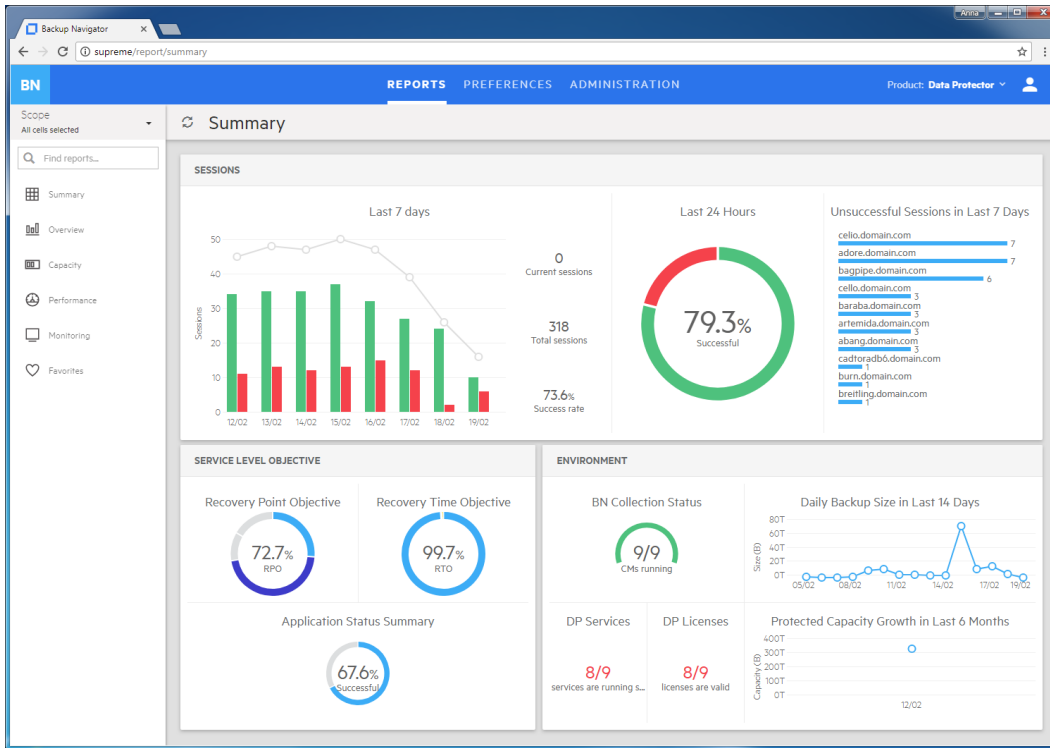 Anna
Backup Navigator
supreme/report/summary
BN
REPORTS PREFERENCES ADMINISTRATION
Product: Data Protector
Scope
All cells selected
Summary
Find reports...
Summary
Overview
Capacity
Performance
Monitoring
Favorites
SESSIONS
Last 7 days
Sessions
50
40
30
20
10
0
12/02 13/02 14/02 15/02 16/02 17/02 18/02 19/02
0
Current sessions
318
Total sessions
73.6%
Success rate
Last 24 Hours
79.3%
Successful
Unsuccessful Sessions in Last 7 Days
celio.domain.com
7
adore.domain.com
7
bagpipe.domain.com
6
cello.domain.com
3
baraba.domain.com
3
artemida.domain.com
3
abang.domain.com
3
cadtoradb6.domain.com
1
burn.domain.com
1
breitling.domain.com
1
SERVICE LEVEL OBJECTIVE
Recovery Point Objective
72.7%
RPO
Recovery Time Objective
99.7%
RTO
Application Status Summary
67.6%
Successful
ENVIRONMENT
BN Collection Status
9/9
CMs running
Daily Backup Size in Last 14 Days
Size (B)
80T
60T
40T
20T
0T
05/02 08/02 11/02 14/02 17/02 19/02
DP Services
8/9
services are running s...
DP Licenses
8/9
licenses are valid
Protected Capacity Growth in Last 6 Months
Capacity (B)
400T
300T
200T
100T
0T
12/02